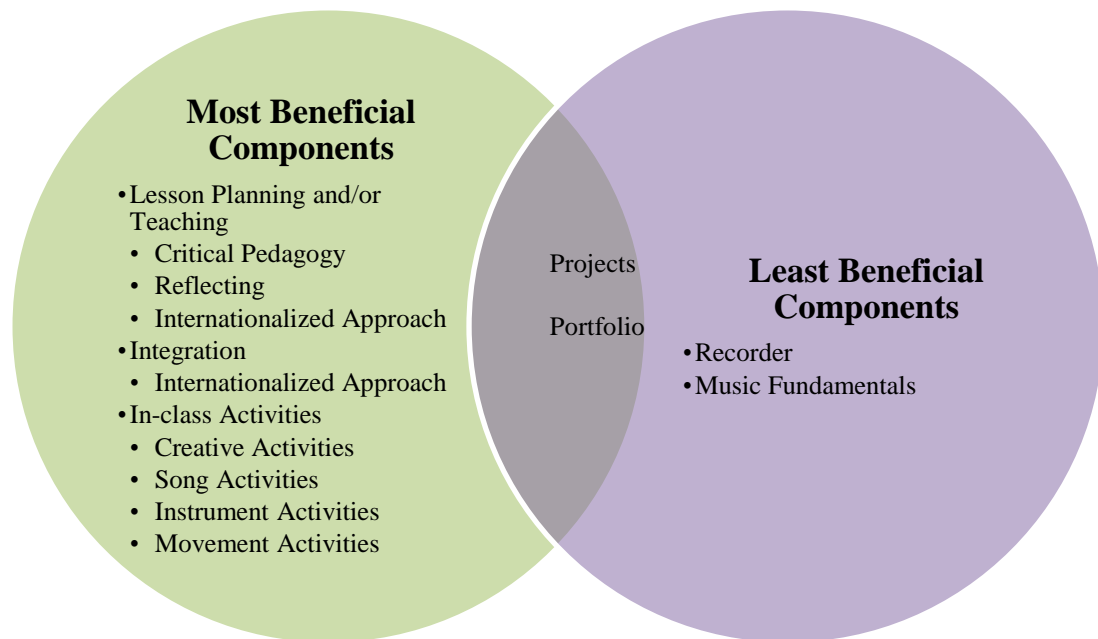 Most Beneficial
Components
•Lesson Planning and/or
Teaching
• Critical Pedagogy
• Reflecting
• Internationalized Approach
•Integration
• Internationalized Approach
•In-class Activities
• Creative Activities
• Song Activities
• Instrument Activities
• Movement Activities
Projects
Portfolio
Least Beneficial
Components
•Recorder
•Music Fundamentals